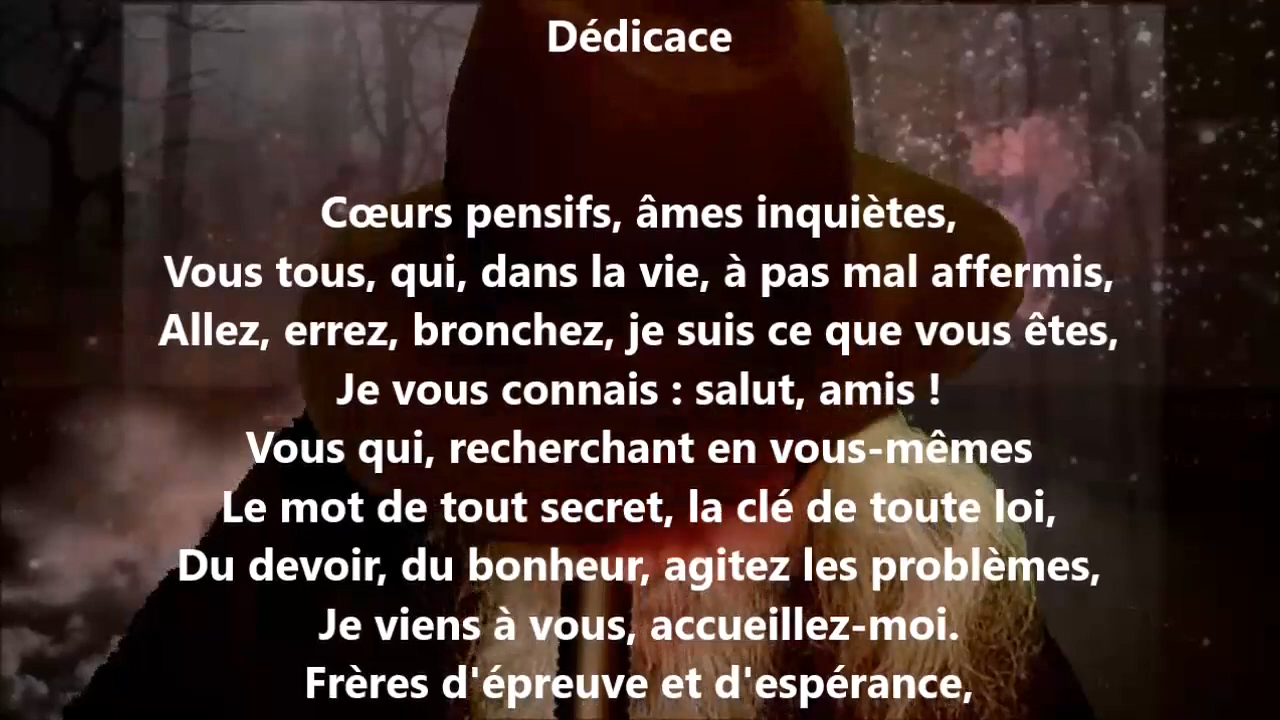 Dédicace
Cœurs pensifs, âmes inquiètes,
Vous tous, qui, dans la vie, à pas mal affermis,
Allez, errez, bronchez, je suis ce que vous êtes,
Je vous connais : salut, amis !
Vous qui, recherchant en vous-mêmes
Le mot de tout secret, la clé de toute loi,
Du devoir, du bonheur, agitez les problèmes,
Je viens à vous, accueillez-moi.
Frères d'épreuve et d'espérance,